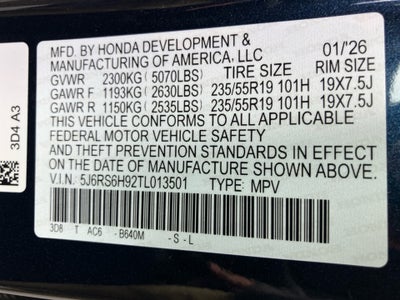 MFD. BY HONDA DEVELOPMENT &
MANUFACTURING OF AMERICA, LLC 01/'26
GVWR 2300KG (5070LBS) TIRE SIZE RIM SIZE
GAWR F 1193KG (2630LBS) 235/55R19 101H 19X7.5J
GAWR R 1150KG (2535LBS) 235/55R19 101H 19X7.5J
THIS VEHICLE CONFORMS TO ALL APPLICABLE
FEDERAL MOTOR VEHICLE SAFETY
AND THEFT PREVENTION STANDARDS IN EFFECT
ON THE DATE OF MANUFACTURE SHOWN ABOVE.
V.I.N. 5J6RS6H92TL013501 TYPE: MPV
3D8 T AC6 - B640M - S - L
3D4 A3